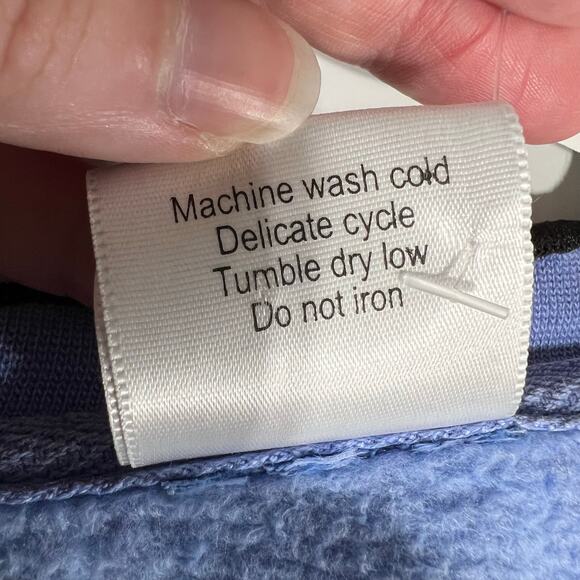 Machine wash cold
Delicate cycle
Tumble dry low
Do not iron